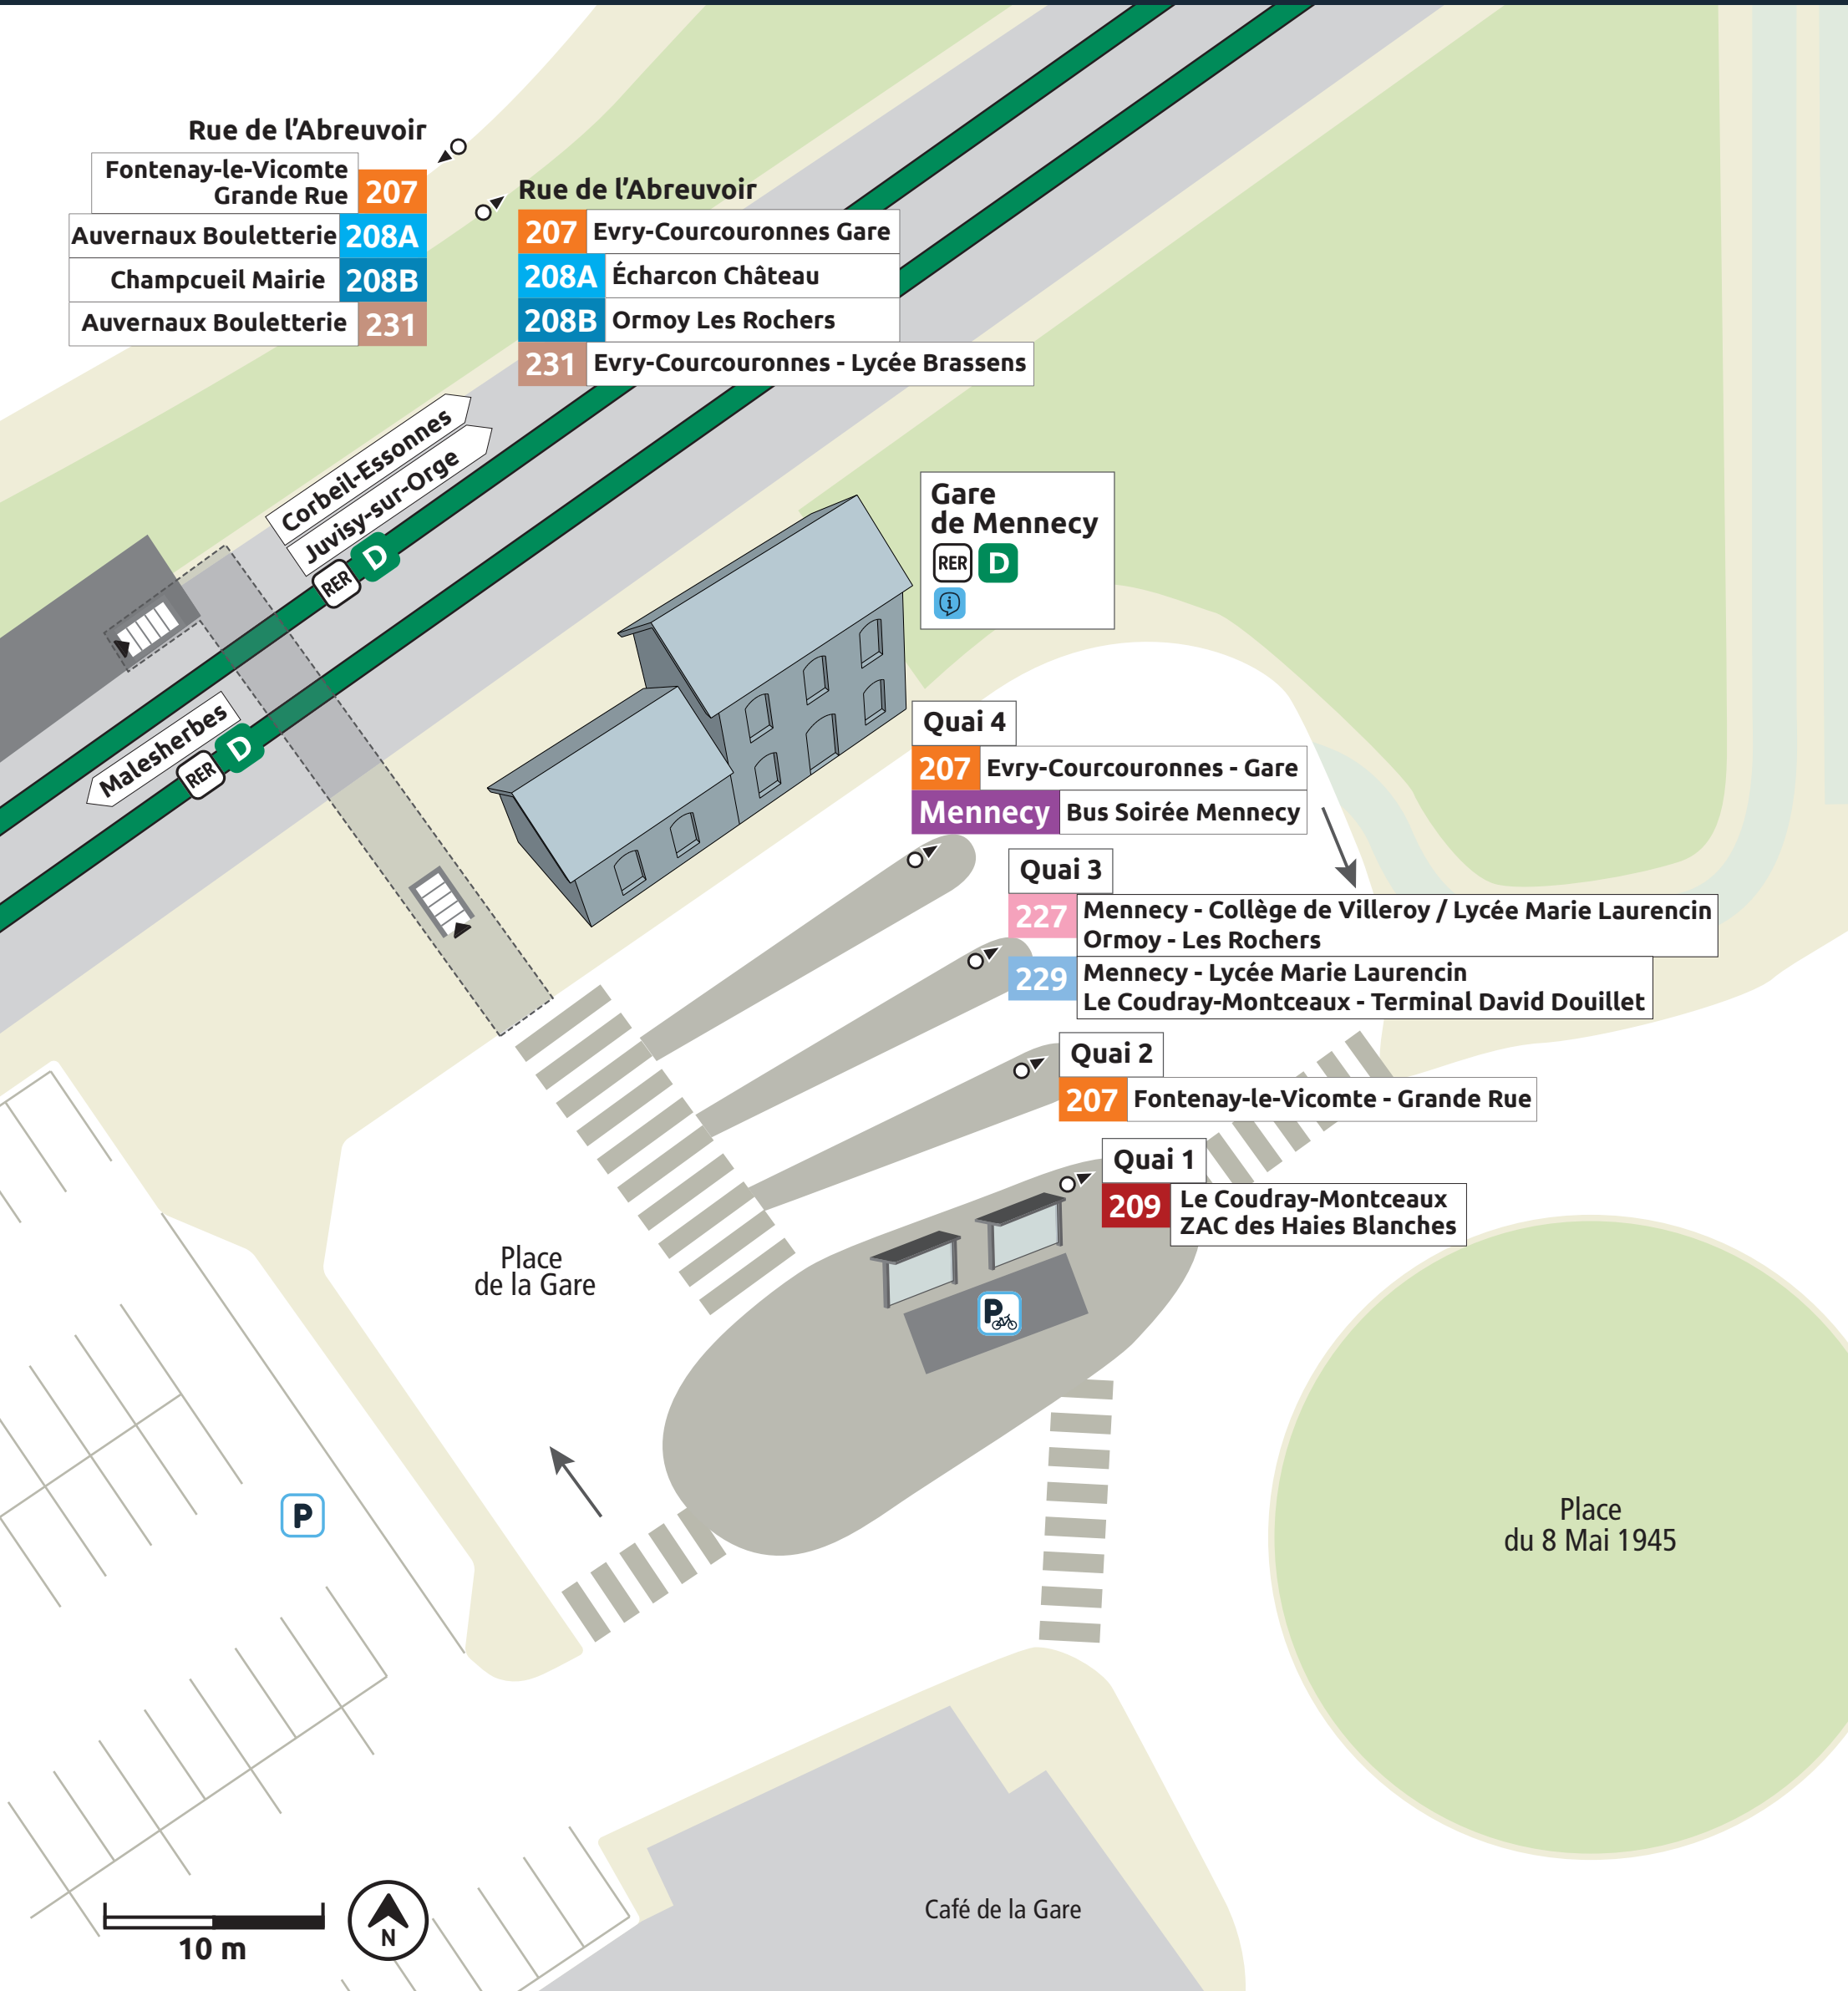 Rue de l’Abreuvoir
Fontenay-le-Vicomte
Grande Rue 207
Auvernaux Bouletterie 208A
Champcueil Mairie 208B
Auvernaux Bouletterie 231
Rue de l’Abreuvoir
207 Evry-Courcouronnes Gare
208A Écharcon Château
208B Ormoy Les Rochers
231 Evry-Courcouronnes - Lycée Brassens
Corbeil-Essonnes
Juvisy-sur-Orge
RER D
Malesherbes
RER D
Gare
de Mennecy
RER D
i
Quai 4
207 Evry-Courcouronnes - Gare
Mennecy Bus Soirée Mennecy
Quai 3
227 Mennecy - Collège de Villeroy / Lycée Marie Laurencin
Ormoy - Les Rochers
229 Mennecy - Lycée Marie Laurencin
Le Coudray-Montceaux - Terminal David Douillet
Quai 2
207 Fontenay-le-Vicomte - Grande Rue
Quai 1
209 Le Coudray-Montceaux
ZAC des Haies Blanches
Place
de la Gare
P
P
Place
du 8 Mai 1945
Café de la Gare
10 m
N